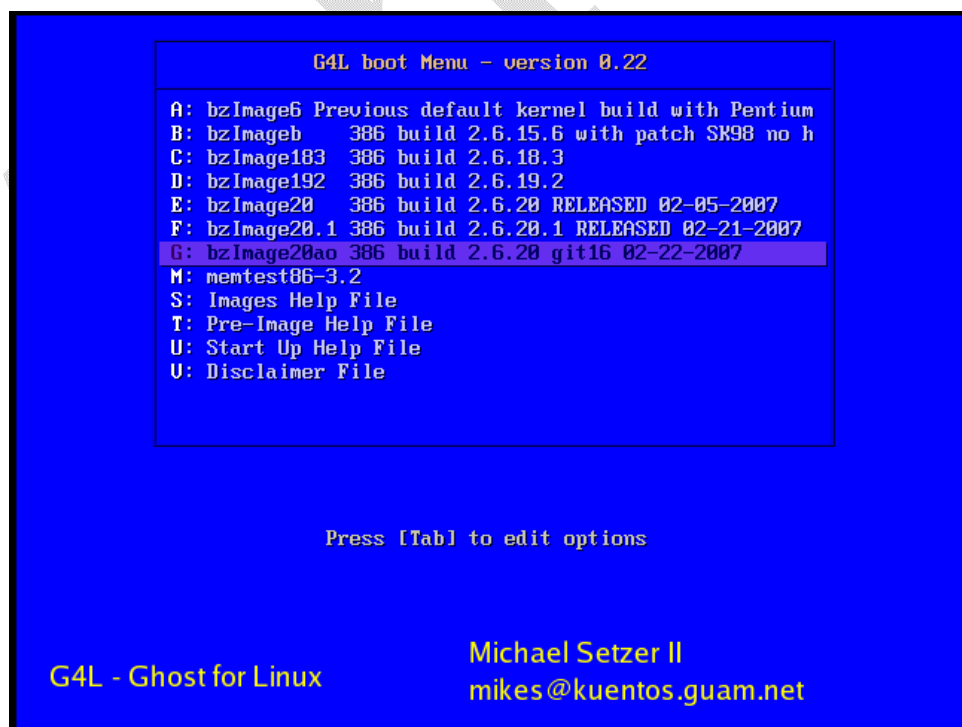 G4L boot Menu - version 0.22
A: bzImage6 Previous default kernel build with Pentium
B: bzImageb 386 build 2.6.15.6 with patch SK98 no h
C: bzImage183 386 build 2.6.18.3
D: bzImage192 386 build 2.6.19.2
E: bzImage20 386 build 2.6.20 RELEASED 02-05-2007
F: bzImage20.1 386 build 2.6.20.1 RELEASED 02-21-2007
G: bzImage20ao 386 build 2.6.20 git16 02-22-2007
M: memtest86-3.2
S: Images Help File
T: Pre-Image Help File
U: Start Up Help File
V: Disclaimer File
Press [Tab] to edit options
G4L - Ghost for Linux
Michael Setzer II
mikes@kuentos.guam.net